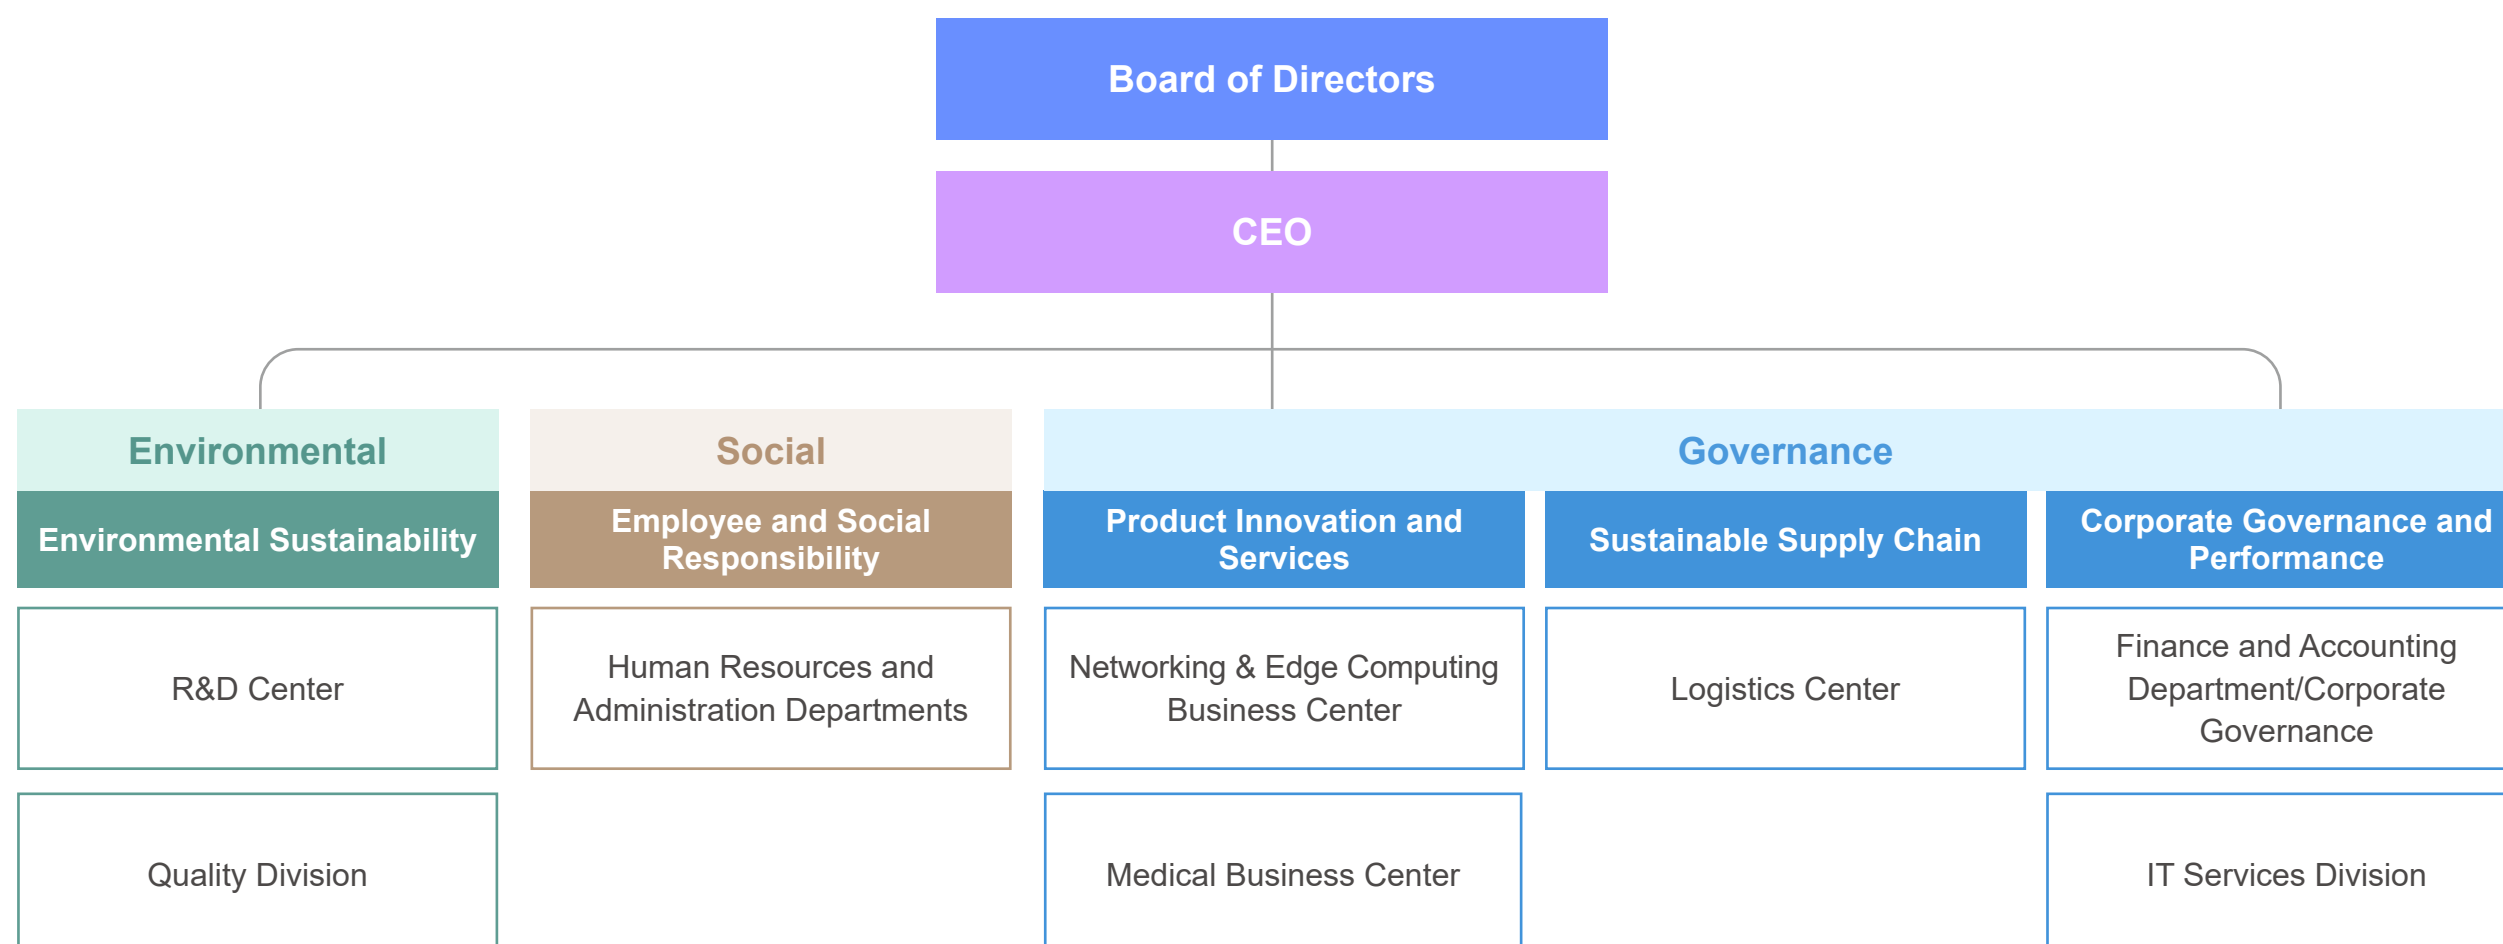 Board of Directors
CEO
Environmental
Social
Governance
Environmental Sustainability
Employee and Social
Responsibility
Product Innovation and
Services
Sustainable Supply Chain
Corporate Governance and
Performance
R&D Center
Human Resources and
Administration Departments
Networking & Edge Computing
Business Center
Logistics Center
Finance and Accounting
Department/Corporate
Governance
Quality Division
Medical Business Center
IT Services Division